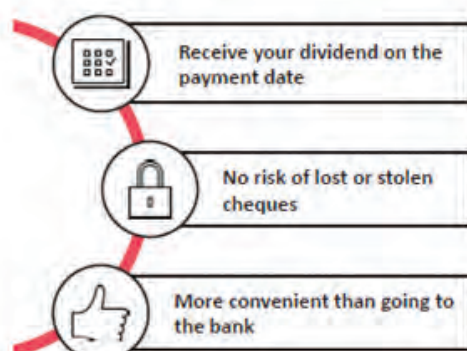 Receive your dividend on the
payment date
No risk of lost or stolen
cheques
More convenient than going to
the bank